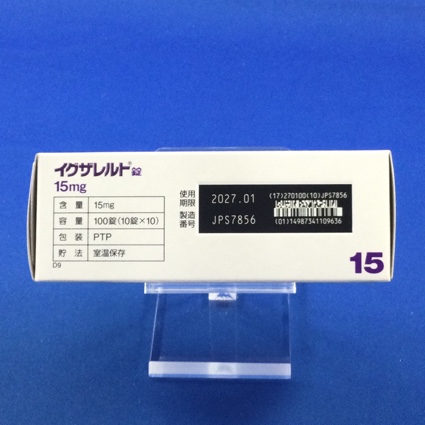 イグザレルト®錠
15mg
含 量 15mg
容 量 100錠(10錠×10)
包 装 PTP
貯 法 室温保存
D9
使用期限 2027.01
製造番号 JPS7856
(17)270100(10)JPS7856
(01)14987341109636
15